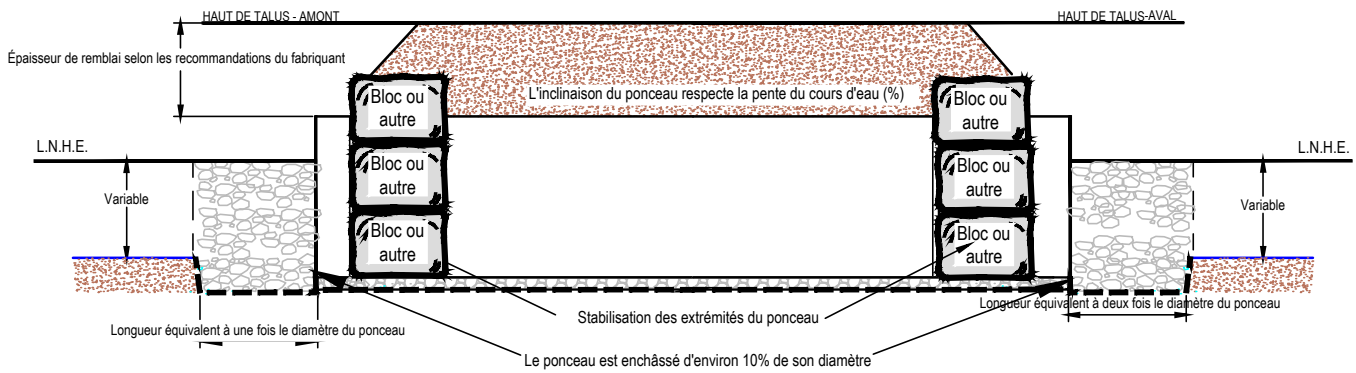 HAUT DE TALUS - AMONT
HAUT DE TALUS-AVAL
Épaisseur de remblai selon les recommandations du fabriquant
Bloc ou
autre
L'inclinaison du ponceau respecte la pente du cours d'eau (%)
Bloc ou
autre
L.N.H.E.
L.N.H.E.
Bloc ou
autre
Bloc ou
autre
Variable
Variable
Bloc ou
autre
Bloc ou
autre
Longueur équivalent à une fois le diamètre du ponceau
Stabilisation des extrémités du ponceau
Longueur équivalent à deux fois le diamètre du ponceau
Le ponceau est enchâssé d'environ 10% de son diamètre